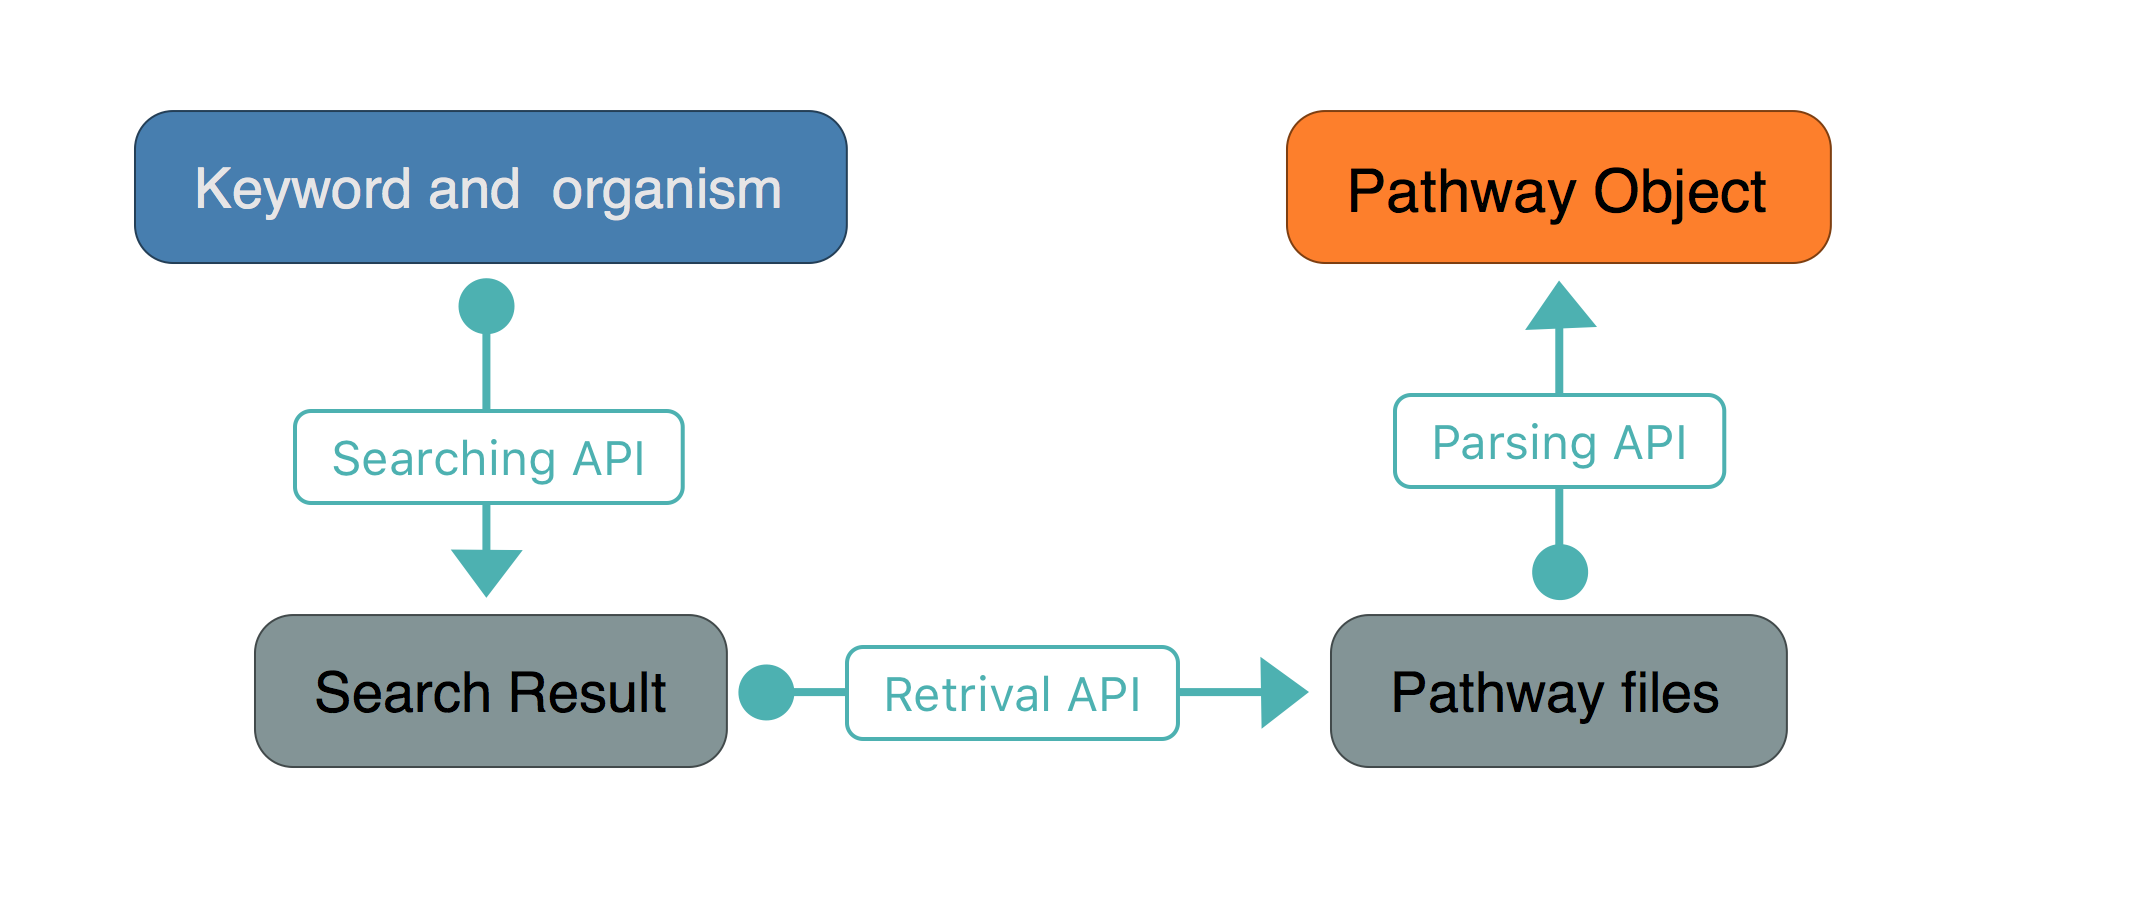 Keyword and  organism
Pathway Object
Searching API
Parsing API
Search Result
Retrival API
Pathway files